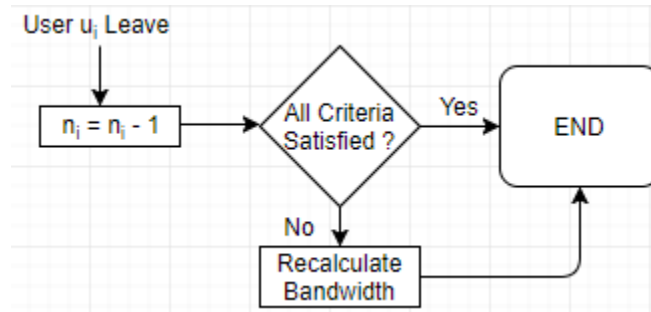 User uᵢ Leave
nᵢ = nᵢ - 1
All Criteria
Satisfied ?
Yes
END
No
Recalculate
Bandwidth